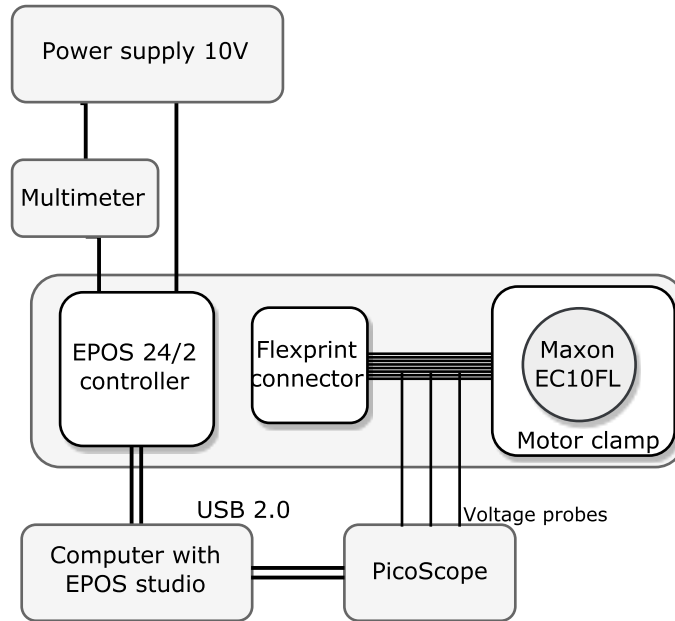 Power supply 10V
Multimeter
EPOS 24/2
controller
Flexprint
connector
Maxon
EC10FL
Motor clamp
USB 2.0
Voltage probes
Computer with
EPOS studio
PicoScope